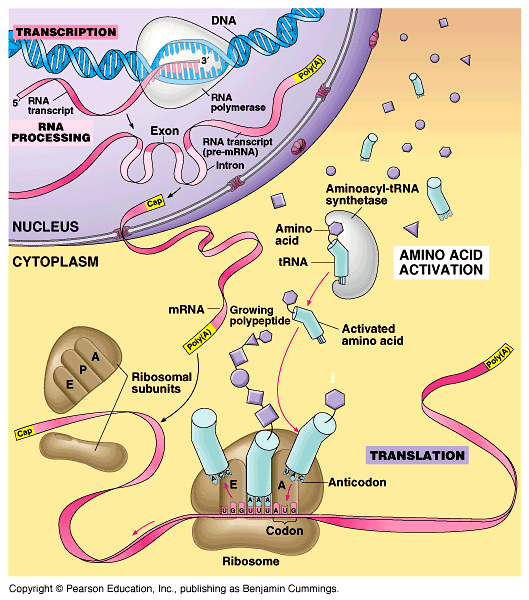 DNA
TRANSCRIPTION
3'
Poly(A)
5'
RNA
transcript
RNA
polymerase
RNA
PROCESSING
Exon
RNA transcript
(pre-mRNA)
Intron
Cap
Aminoacyl-tRNA
synthetase
NUCLEUS
Amino
acid
AMINO ACID
ACTIVATION
CYTOPLASM
tRNA
mRNA
Growing
polypeptide
Activated
amino acid
Poly(A)
Poly(A)
E P A
Ribosomal
subunits
Cap
TRANSLATION
E
A
Anticodon
A A A
U G G U U U A U G
Codon
Ribosome
Copyright © Pearson Education, Inc., publishing as Benjamin Cummings.